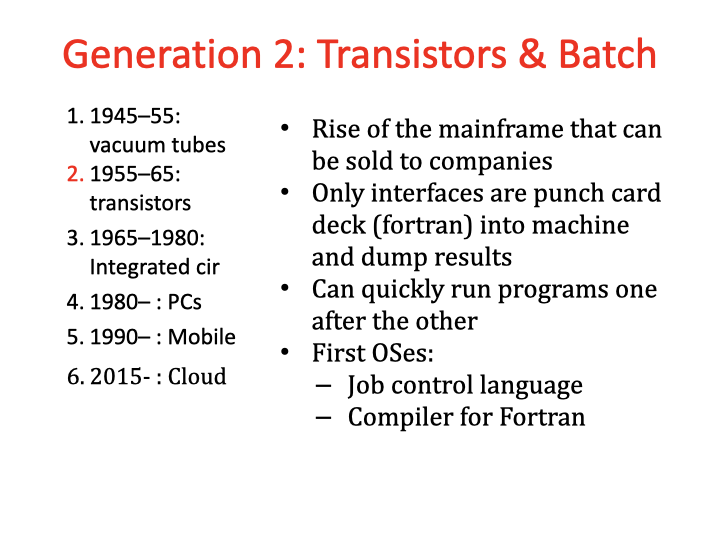 Generation 2: Transistors & Batch
1. 1945–55:
vacuum tubes
2. 1955–65:
transistors
3. 1965–1980:
Integrated cir
4. 1980– : PCs
5. 1990– : Mobile
6. 2015- : Cloud
• Rise of the mainframe that can
be sold to companies
• Only interfaces are punch card
deck (fortran) into machine
and dump results
• Can quickly run programs one
after the other
• First OSes:
– Job control language
– Compiler for Fortran